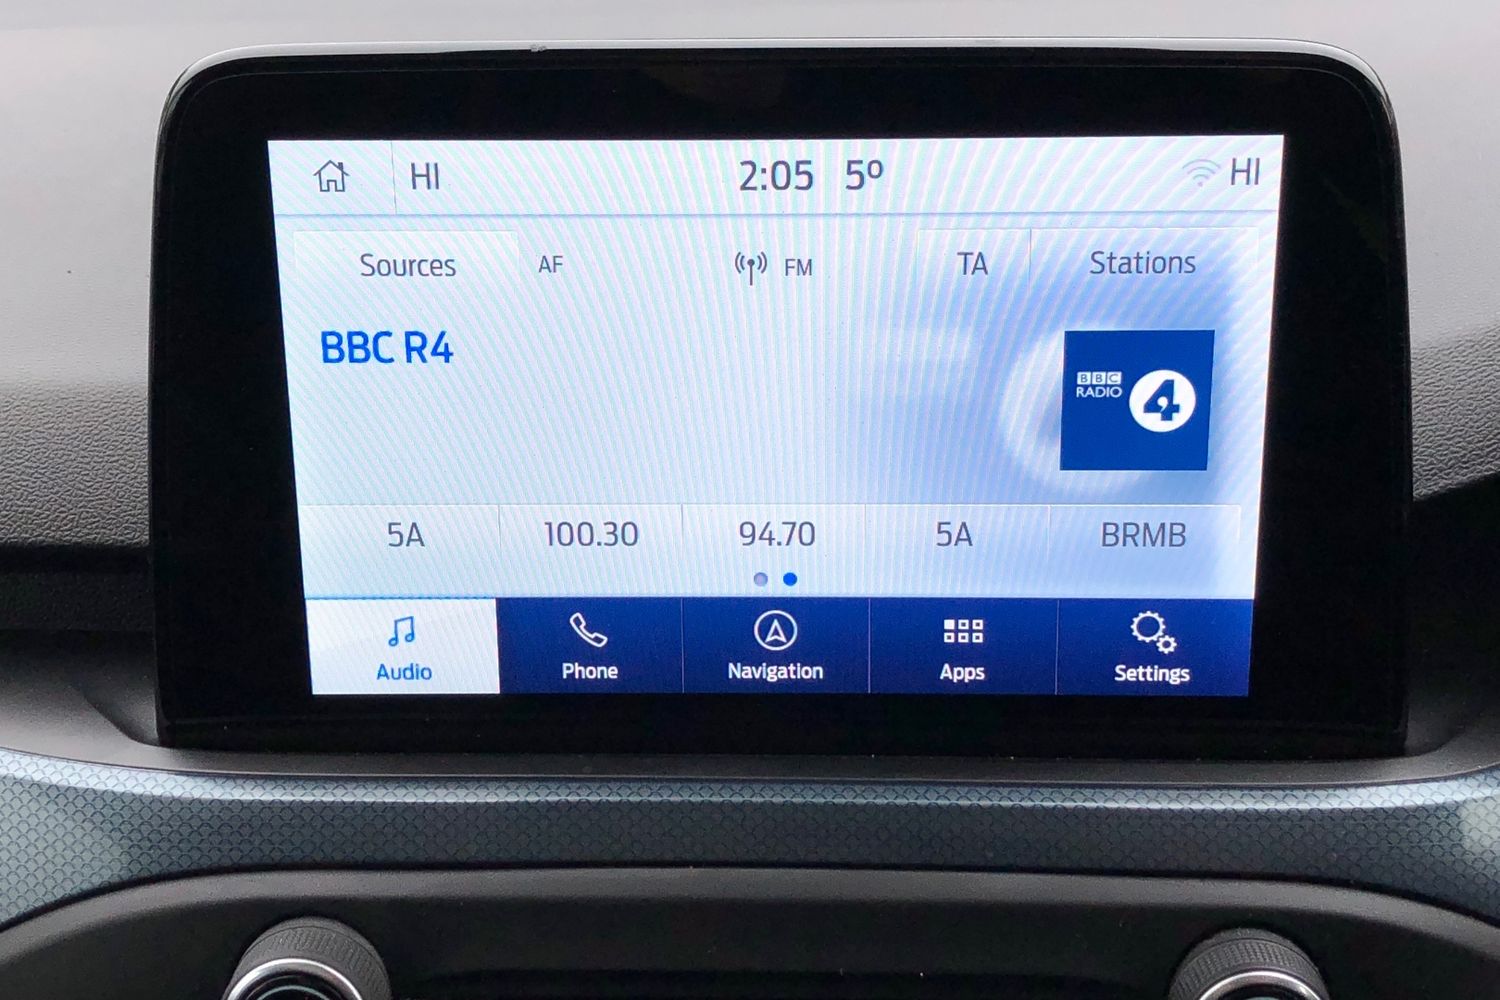 HI 2:05 5º HI
Sources AF FM TA Stations
BBC R4
BBC
RADIO 4
5A 100.30 94.70 5A BRMB
Audio Phone Navigation Apps Settings